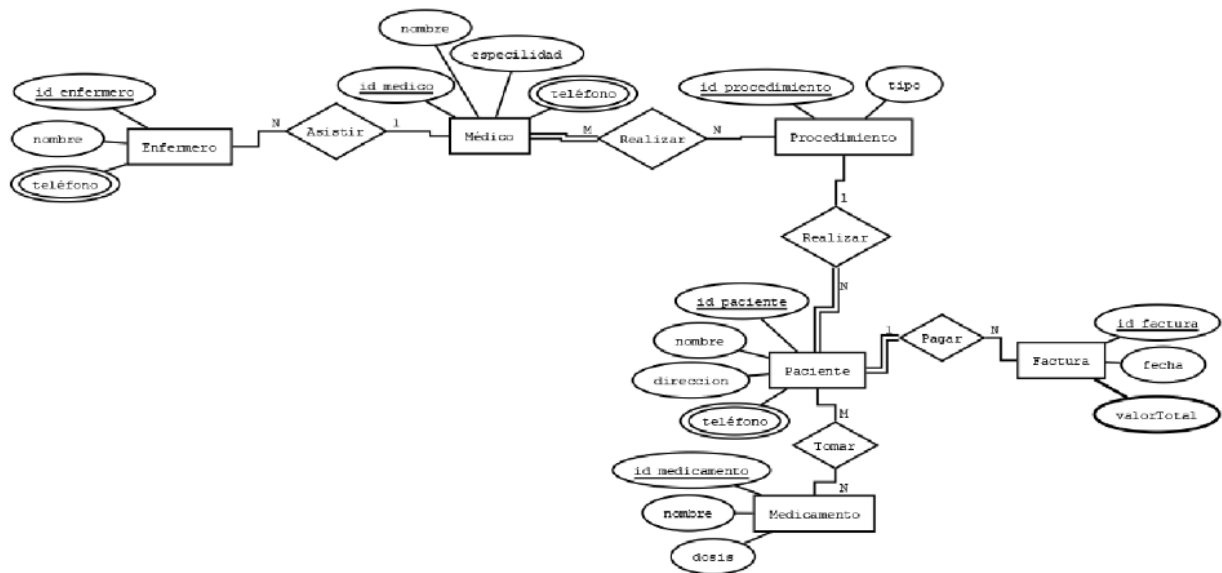 nombre
especilidad
id medico
teléfono
id enfermero
nombre
teléfono
Enfermero
N
Asistir
1
Médico
M
Realizar
N
id procedimiento
tipo
Procedimiento
1
Realizar
N
id paciente
nombre
direccion
teléfono
Paciente
1
Pagar
N
id factura
fecha
valorTotal
Factura
M
Tomar
N
id medicamento
nombre
dosis
Medicamento